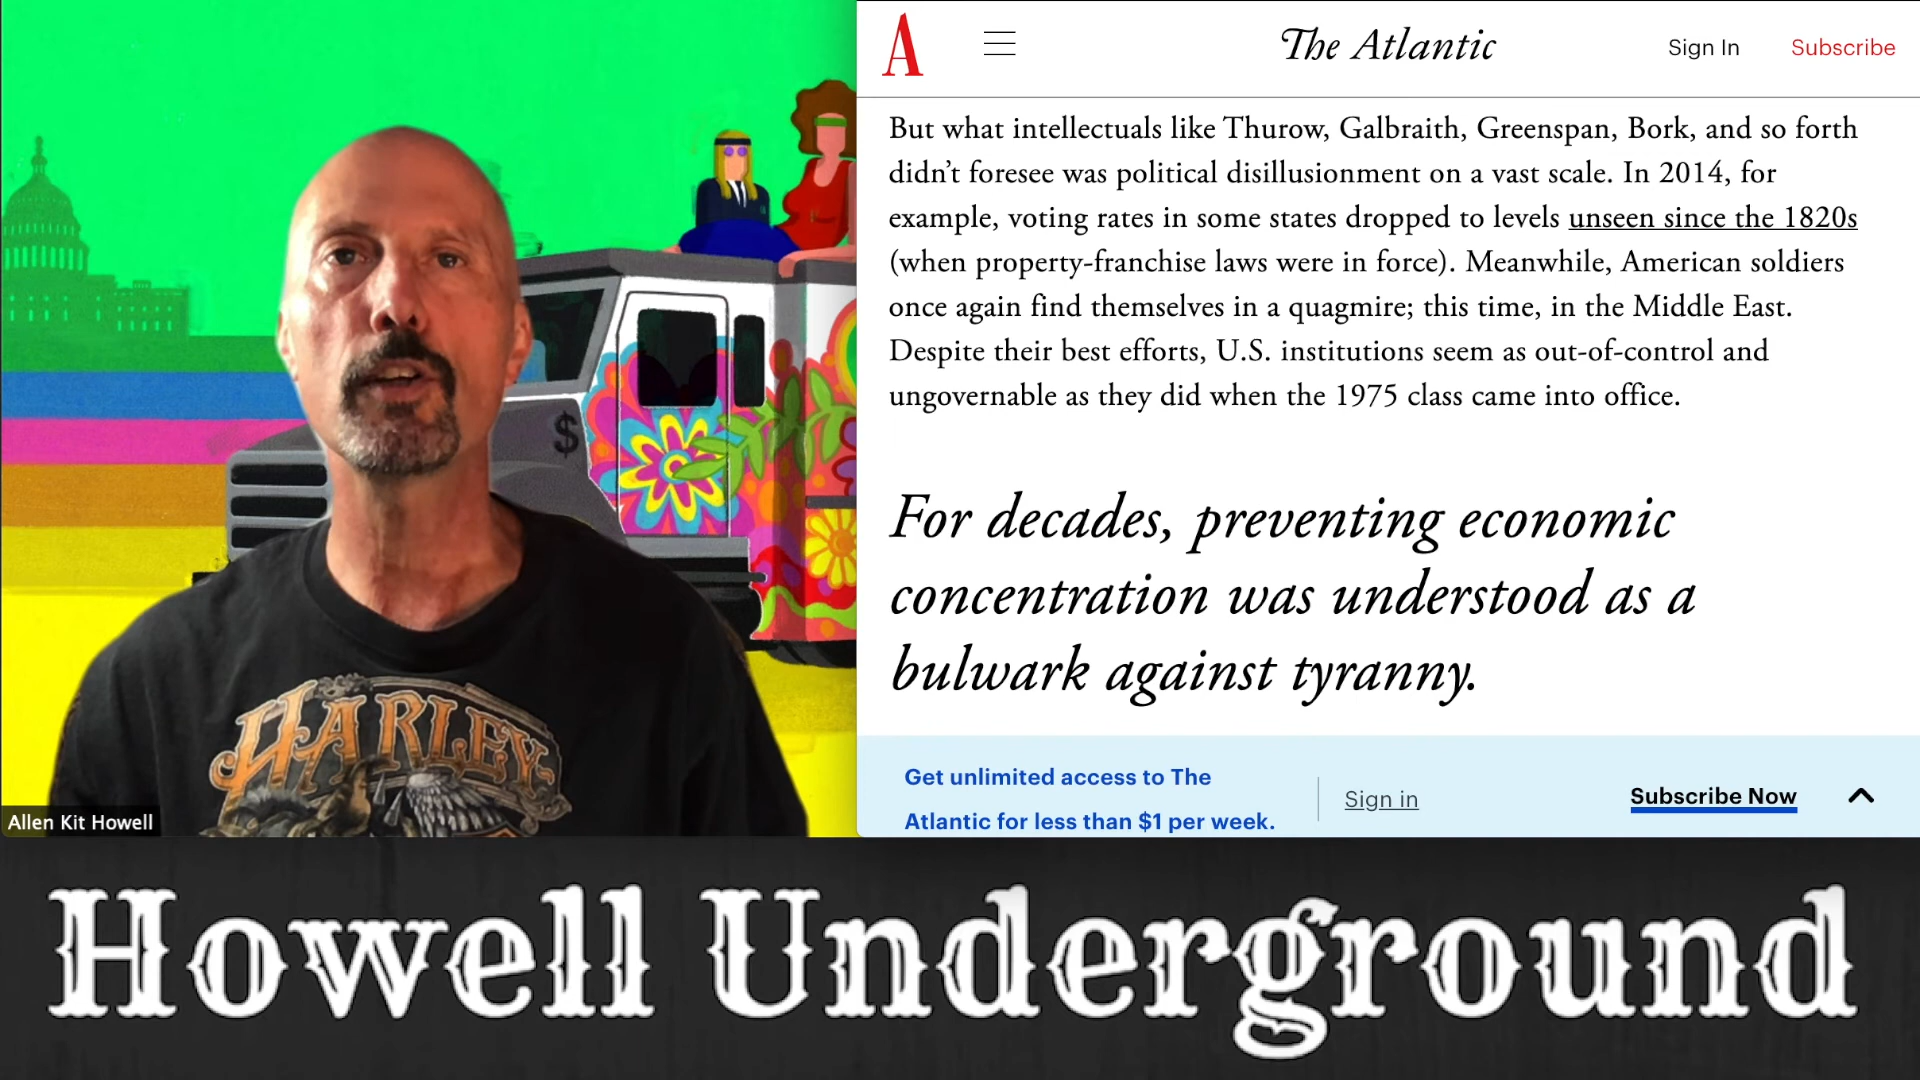 A
The Atlantic
Sign In
Subscribe
But what intellectuals like Thurow, Galbraith, Greenspan, Bork, and so forth
didn’t foresee was political disillusionment on a vast scale. In 2014, for
example, voting rates in some states dropped to levels unseen since the 1820s
(when property-franchise laws were in force). Meanwhile, American soldiers
once again find themselves in a quagmire; this time, in the Middle East.
Despite their best efforts, U.S. institutions seem as out-of-control and
ungovernable as they did when the 1975 class came into office.
For decades, preventing economic
concentration was understood as a
bulwark against tyranny.
Get unlimited access to The
Atlantic for less than $1 per week.
Sign in
Subscribe Now
$
HARLEY
Allen Kit Howell
Howell Underground